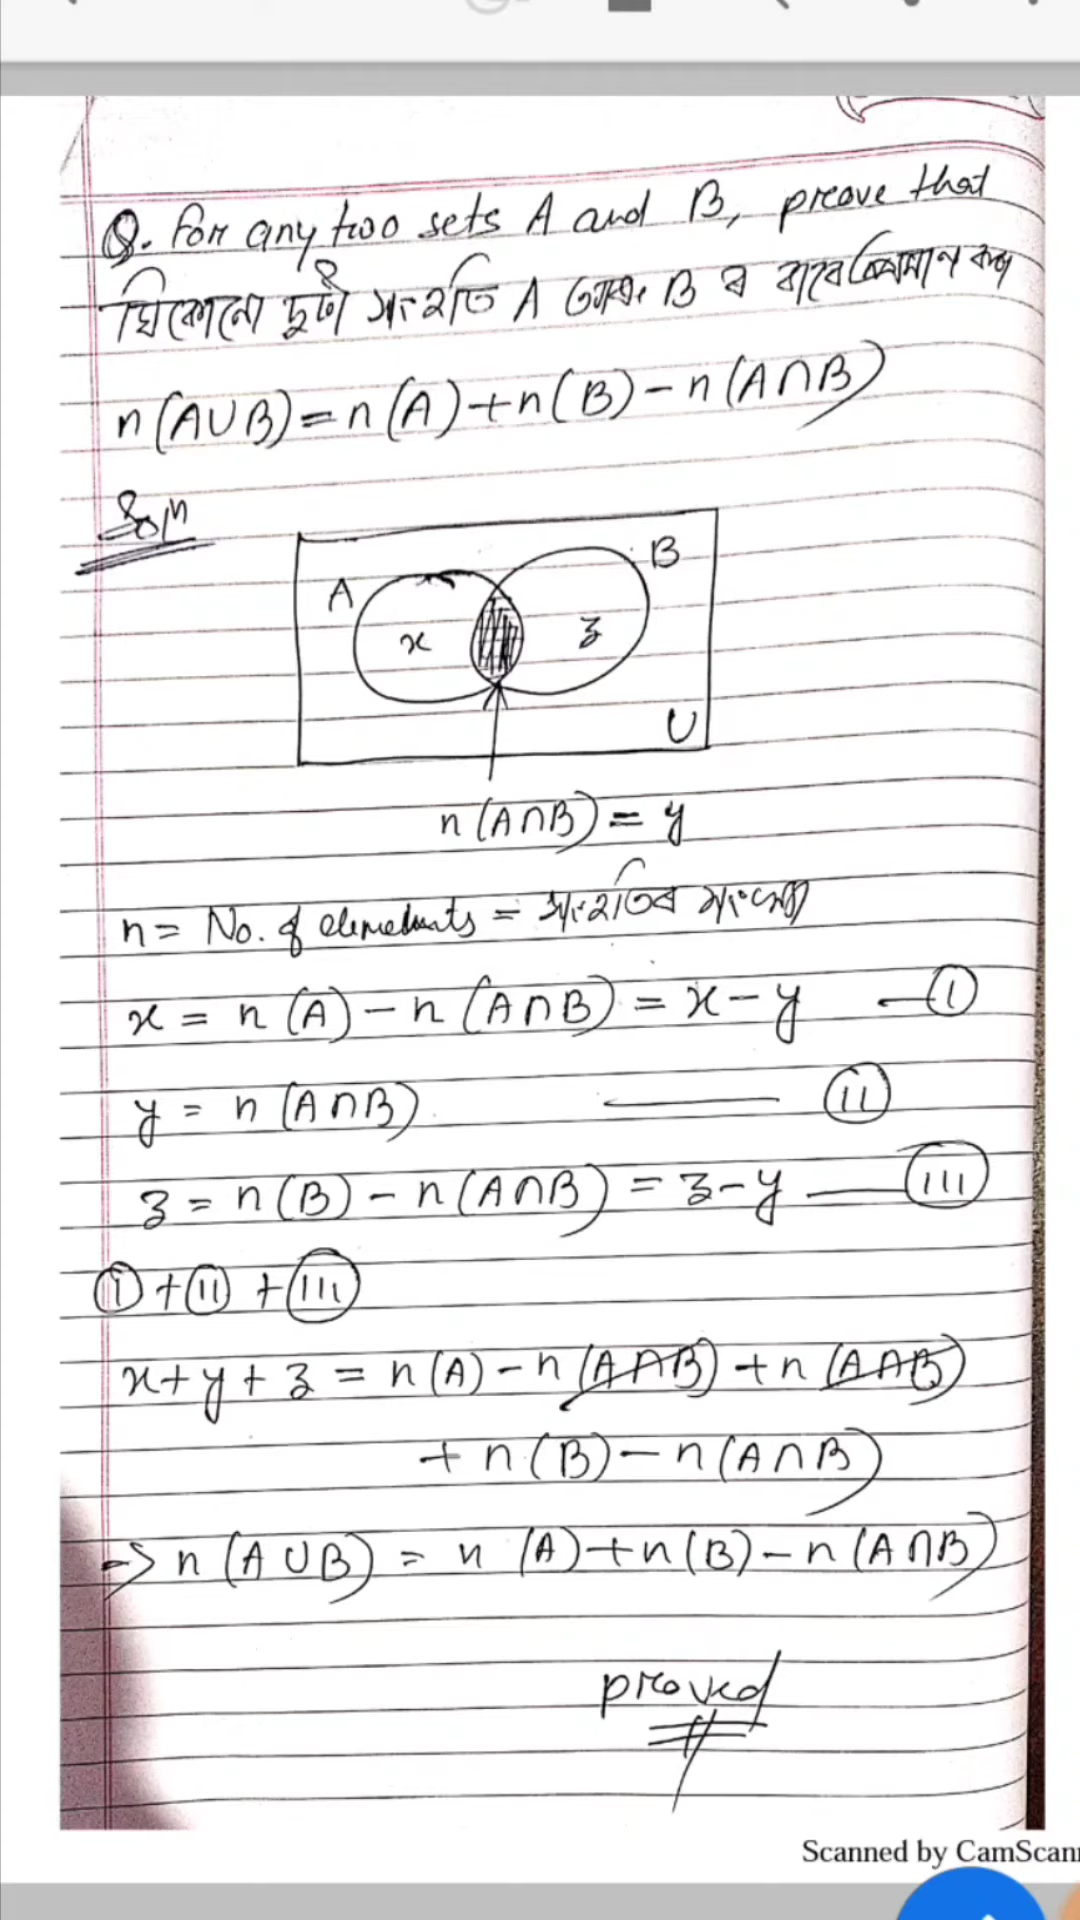 Q. For any two sets A and B, prove that
যিকোনো দুটা সংহতি A আৰু B ৰ বাবে প্ৰমাণ কৰা
n(A∪B)=n(A)+n(B)-n(A∩B)
Soln
A
B
x
z
U
n(A∩B) = y
n = No. of elements = সংহতিৰ
x = n(A) - n(A∩B) = x-y —(I)
y = n(A∩B) —(II)
z = n(B) - n(A∩B) = z-y —(III)
(I)+(II)+(III)
x+y+z = n(A)-n(A∩B)+n(A∩B)
+n(B)-n(A∩B)
=> n(A∪B) = n(A)+n(B)-n(A∩B)
proved
Scanned by CamScan